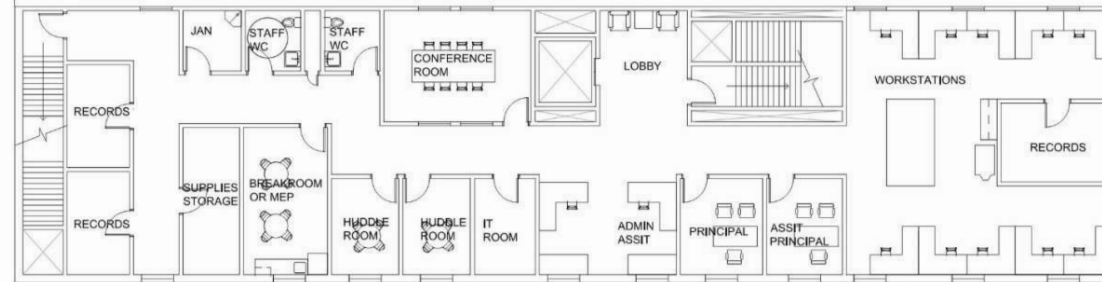 JAN
STAFF
WC
STAFF
WC
CONFERENCE
ROOM
LOBBY
WORKSTATIONS
RECORDS
RECORDS
SUPPLIES
STORAGE
BREAKROOM
OR MEP
RECORDS
HUDDLE
ROOM
HUDDLE
ROOM
IT
ROOM
ADMIN
ASSIT
PRINCIPAL
ASSIT
PRINCIPAL
RECORDS